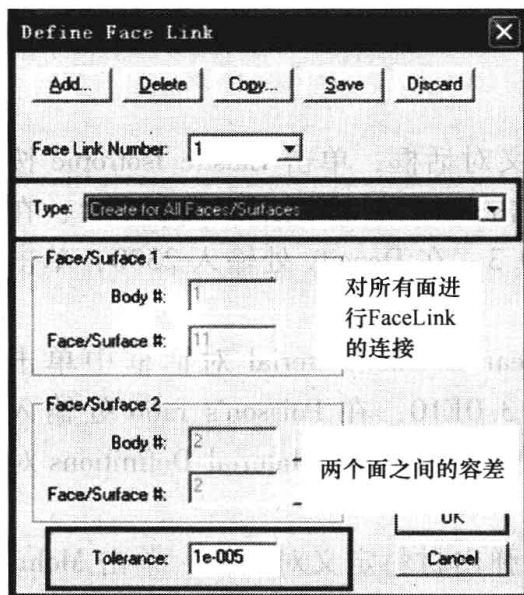 Define Face Link
Add... Delete Copy... Save Discard
Face Link Number: 1
Type: Create for All Faces/Surfaces
Face/Surface 1
Body #: 1
Face/Surface #: 11
对所有面进
行FaceLink
的连接
Face/Surface 2
Body #: 2
Face/Surface #: 2
两个面之间的容差
OK
Tolerance: 1e-005
Cancel